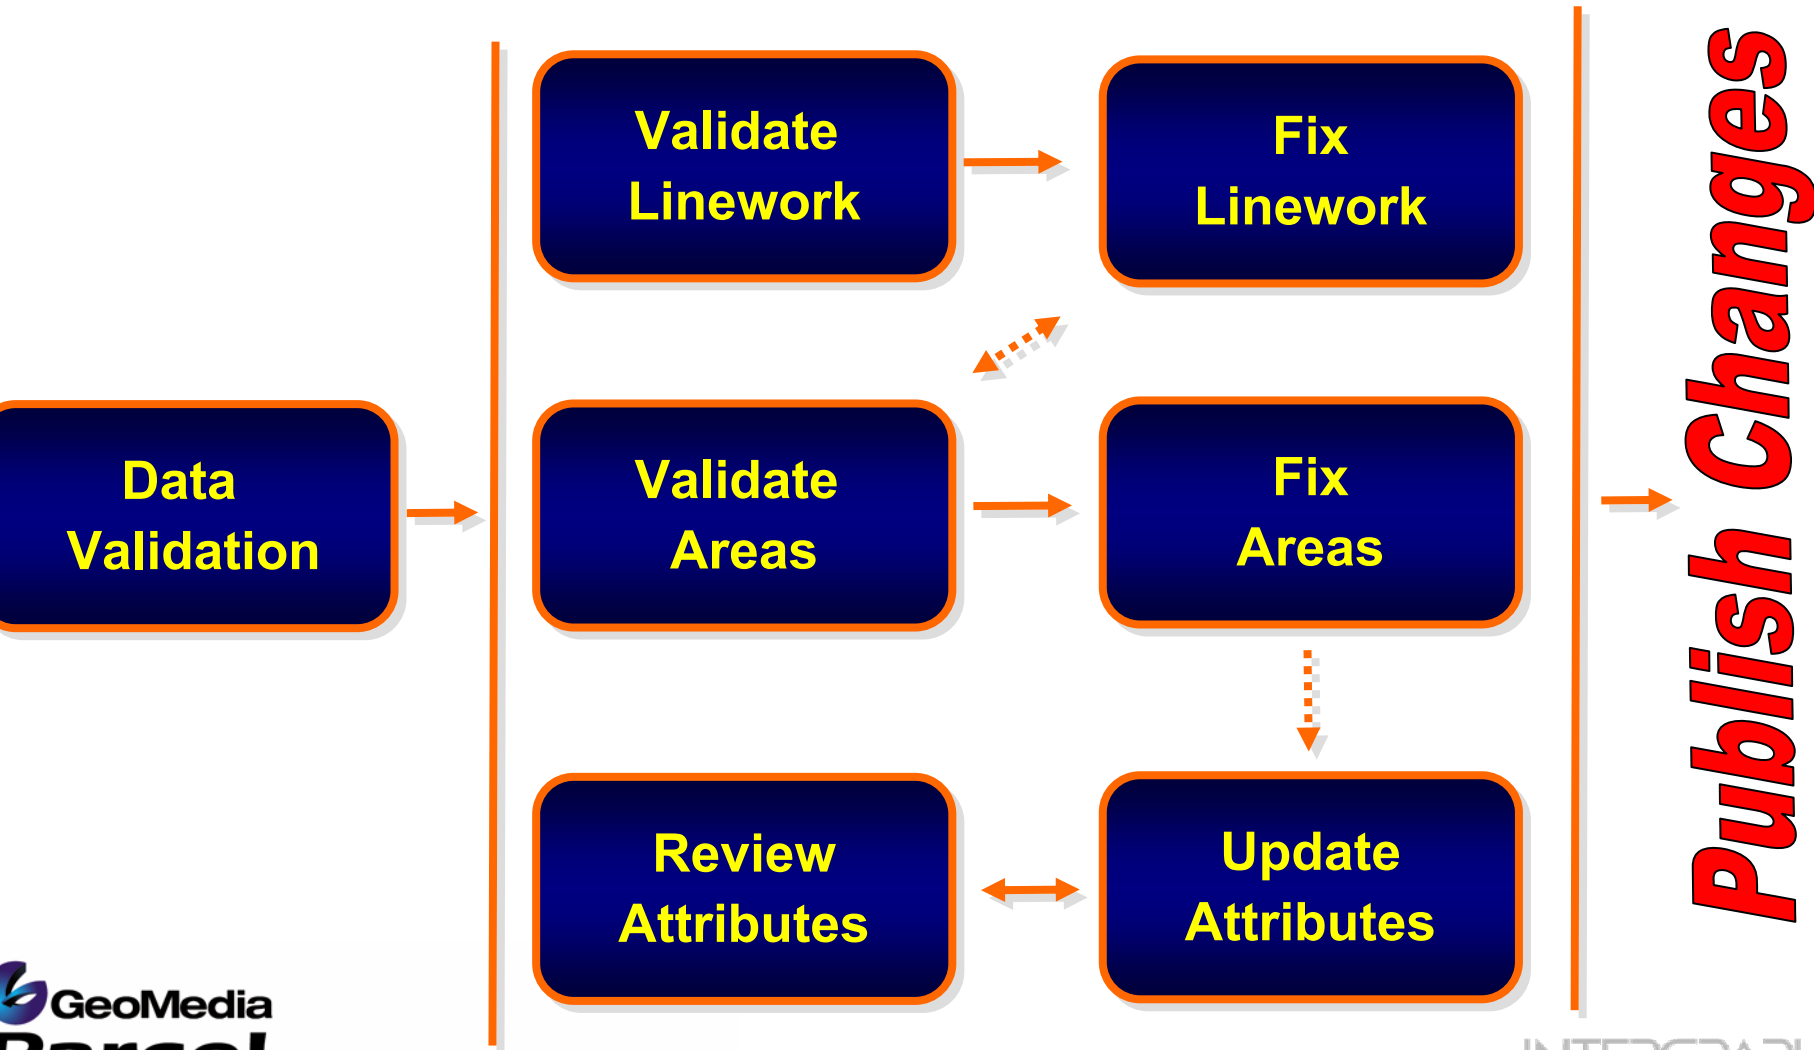 Validate
Linework
Fix
Linework
Data
Validation
Validate
Areas
Fix
Areas
Review
Attributes
Update
Attributes
Publish Changes
GeoMedia